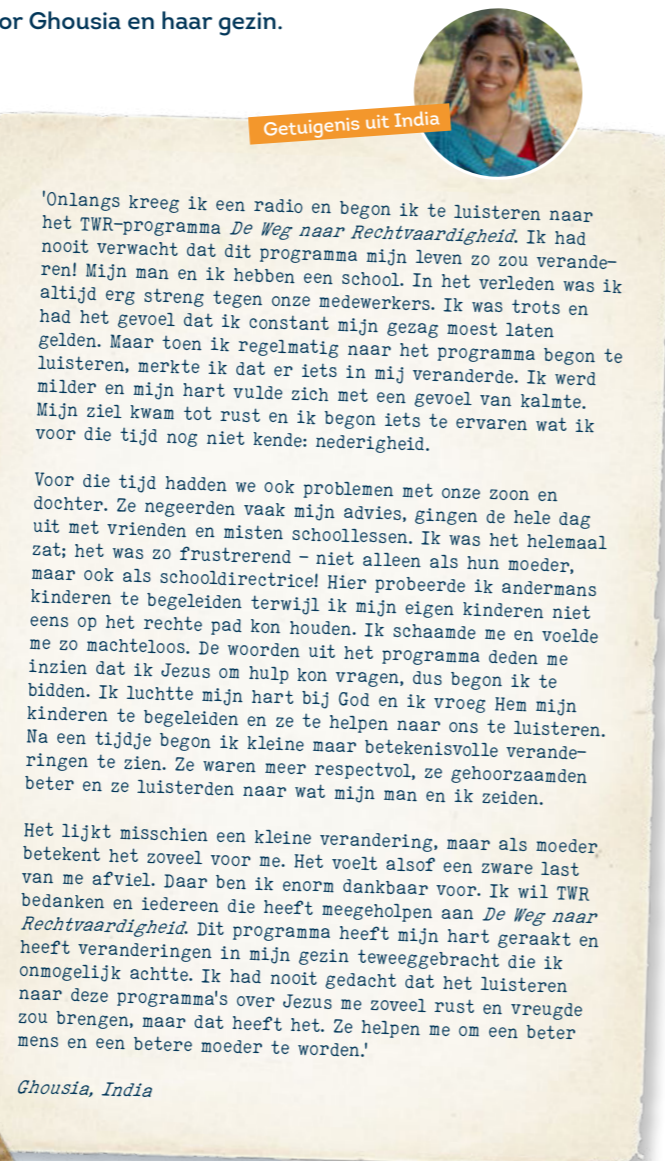 or Ghousia en haar gezin.
Getuigenis uit India
'Onlangs kreeg ik een radio en begon ik te luisteren naar
het TWR-programma De Weg naar Rechtvaardigheid. Ik had
nooit verwacht dat dit programma mijn leven zo zou verande-
ren! Mijn man en ik hebben een school. In het verleden was ik
altijd erg streng tegen onze medewerkers. Ik was trots en
had het gevoel dat ik constant mijn gezag moest laten
gelden. Maar toen ik regelmatig naar het programma begon te
luisteren, merkte ik dat er iets in mij veranderde. Ik werd
milder en mijn hart vulde zich met een gevoel van kalmte.
Mijn ziel kwam tot rust en ik begon iets te ervaren wat ik
voor die tijd nog niet kende: nederigheid.
Voor die tijd hadden we ook problemen met onze zoon en
dochter. Ze negeerden vaak mijn advies, gingen de hele dag
uit met vrienden en misten schoollessen. Ik was het helemaal
zat; het was zo frustrerend – niet alleen als hun moeder,
maar ook als schooldirectrice! Hier probeerde ik andermans
kinderen te begeleiden terwijl ik mijn eigen kinderen niet
eens op het rechte pad kon houden. Ik schaamde me en voelde
me zo machteloos. De woorden uit het programma deden me
inzien dat ik Jezus om hulp kon vragen, dus begon ik te
bidden. Ik luchtte mijn hart bij God en ik vroeg Hem mijn
kinderen te begeleiden en ze te helpen naar ons te luisteren.
Na een tijdje begon ik kleine maar betekenisvolle verande-
ringen te zien. Ze waren meer respectvol, ze gehoorzaamden
beter en ze luisterden naar wat mijn man en ik zeiden.
Het lijkt misschien een kleine verandering, maar als moeder
betekent het zoveel voor me. Het voelt alsof een zware last
van me afviel. Daar ben ik enorm dankbaar voor. Ik wil TWR
bedanken en iedereen die heeft meegeholpen aan De Weg naar
Rechtvaardigheid. Dit programma heeft mijn hart geraakt en
heeft veranderingen in mijn gezin teweeggebracht die ik
onmogelijk achtte. Ik had nooit gedacht dat het luisteren
naar deze programma's over Jezus me zoveel rust en vreugde
zou brengen, maar dat heeft het. Ze helpen me om een beter
mens en een betere moeder te worden.'
Ghousia, India